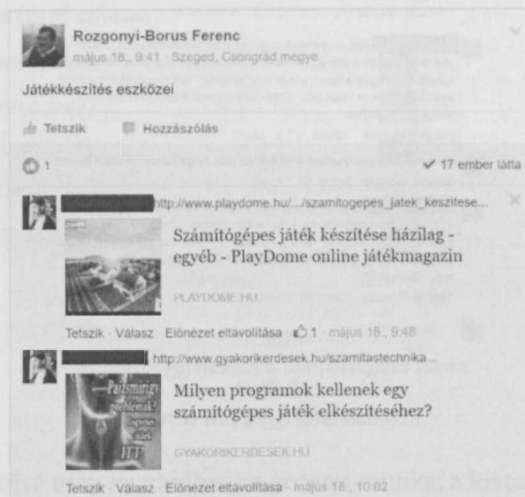 Rozgonyi-Borus Ferenc
május 18., 9:41 · Szeged, Csongrád megye
Játékkészítés eszközei
Tetszik Hozzászólás
1
✓ 17 ember látta
http://www.playdome.hu/.../szamitogepes_jatek_keszitese...
Számítógépes játék készítése házilag -
egyéb - PlayDome online játékmagazin
PLAYDOME.HU
Tetszik · Válasz · Előnézet eltávolítása · 1 · május 18., 9:48
http://www.gyakorikerdesek.hu/szamitastechnika...
Pajzsmirigy
problémák?
ITT
Milyen programok kellenek egy
számítógépes játék elkészítéséhez?
GYAKORIKERDESEK.HU
Tetszik · Válasz · Előnézet eltávolítása · május 18., 10:02